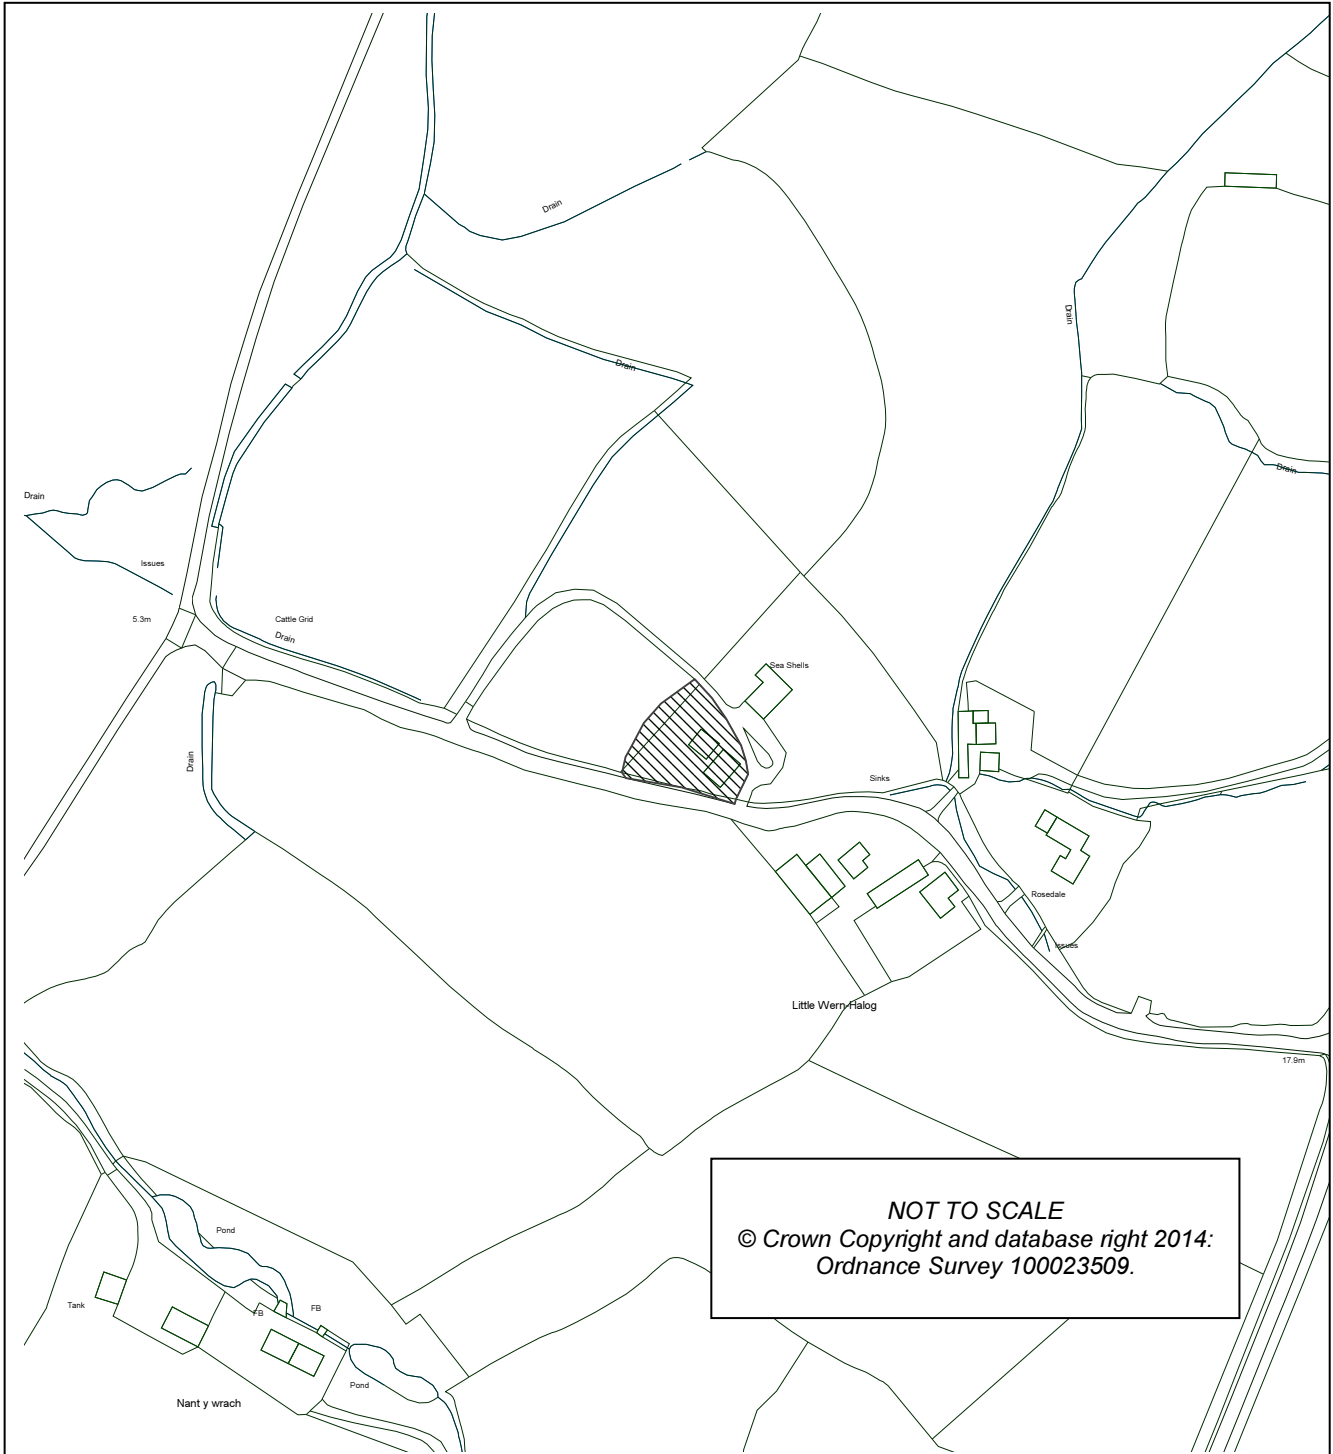 Drain
Drain
Drain
Drain
Drain
Issues
5.3m
Cattle Grid
Drain
Sea Shells
Drain
Sinks
Rosedale
Issues
Little Wern-Halog
17.9m
NOT TO SCALE
© Crown Copyright and database right 2014:
Ordnance Survey 100023509.
Pond
Tank
FB
FB
Pond
Nant y wrach